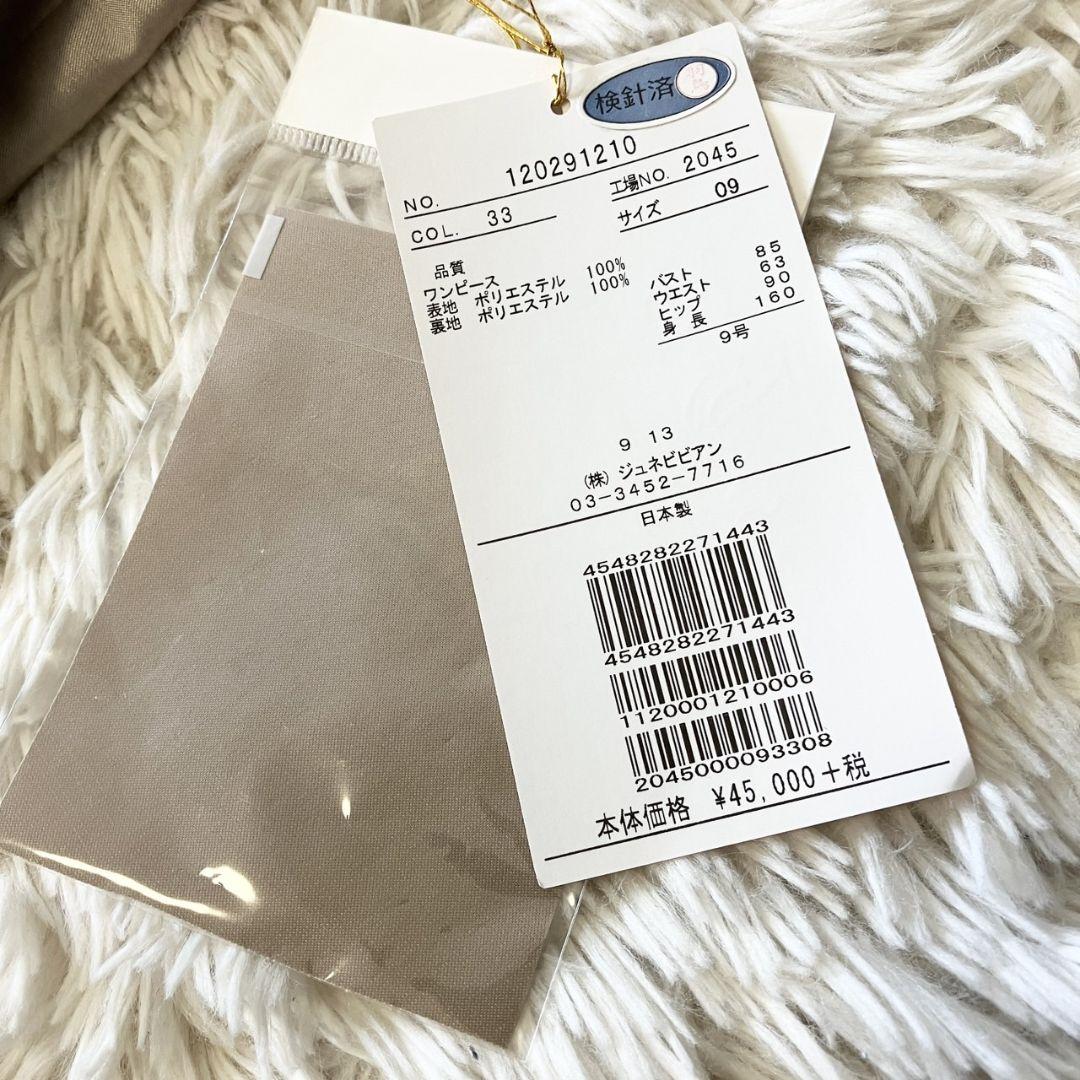 検針済
NO. 120291210 工場NO. 2045
COL. 33 サイズ 09
品質
ワンピース
表地 ポリエステル 100%
裏地 ポリエステル 100%
バスト 85
ウエスト 63
ヒップ 90
身長 160
9号
9 13
(株) ジュネビビアン
03-3452-7716
日本製
4548282271443
4548282271443
1120001210006
2045000093308
本体価格 ¥45,000+税